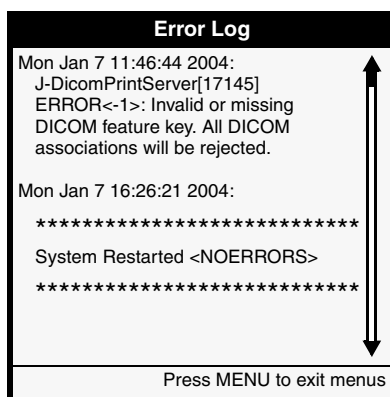 Error Log
Mon Jan 7 11:46:44 2004:
J-DicomPrintServer[17145]
ERROR<-1>: Invalid or missing
DICOM feature key. All DICOM
associations will be rejected.
Mon Jan 7 16:26:21 2004:
****************************
System Restarted <NOERRORS>
****************************
Press MENU to exit menus